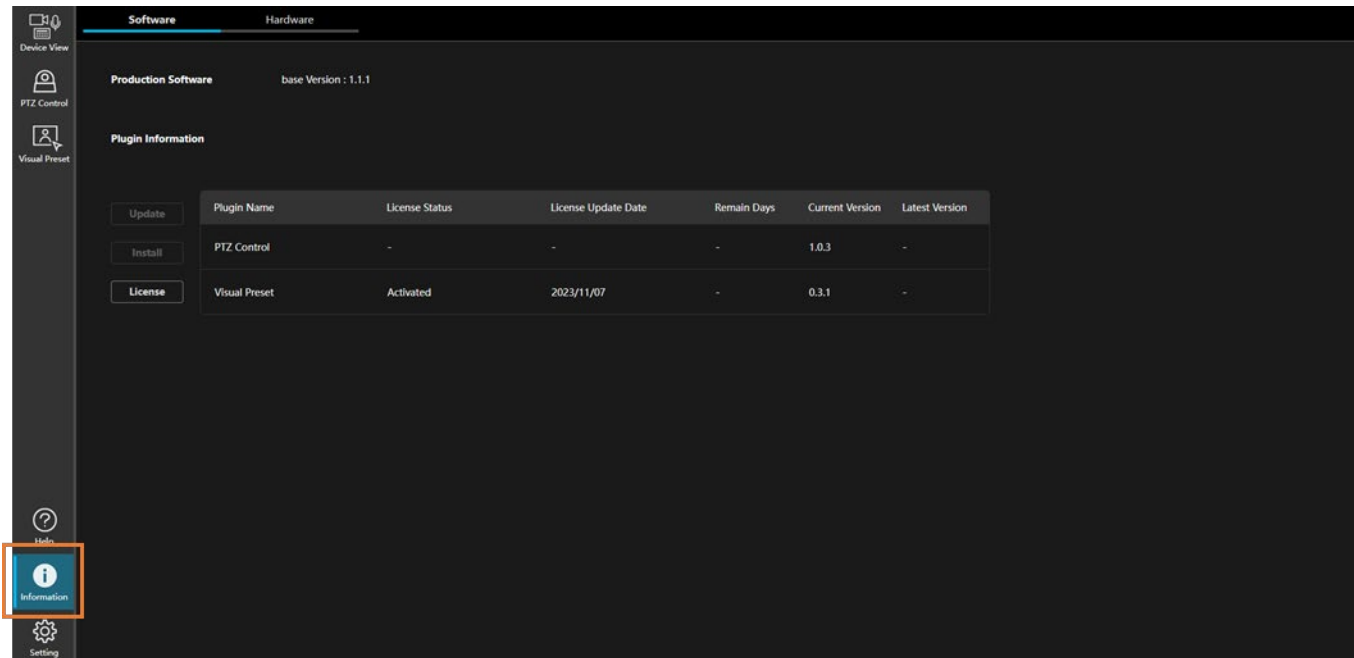 Device View
PTZ Control
Visual Preset
Help
Information
Setting
Software Hardware
Production Software base Version : 1.1.1
Plugin Information
Update
Install
License
Plugin Name License Status License Update Date Remain Days Current Version Latest Version
PTZ Control - - - 1.0.3 -
Visual Preset Activated 2023/11/07 - 0.3.1 -